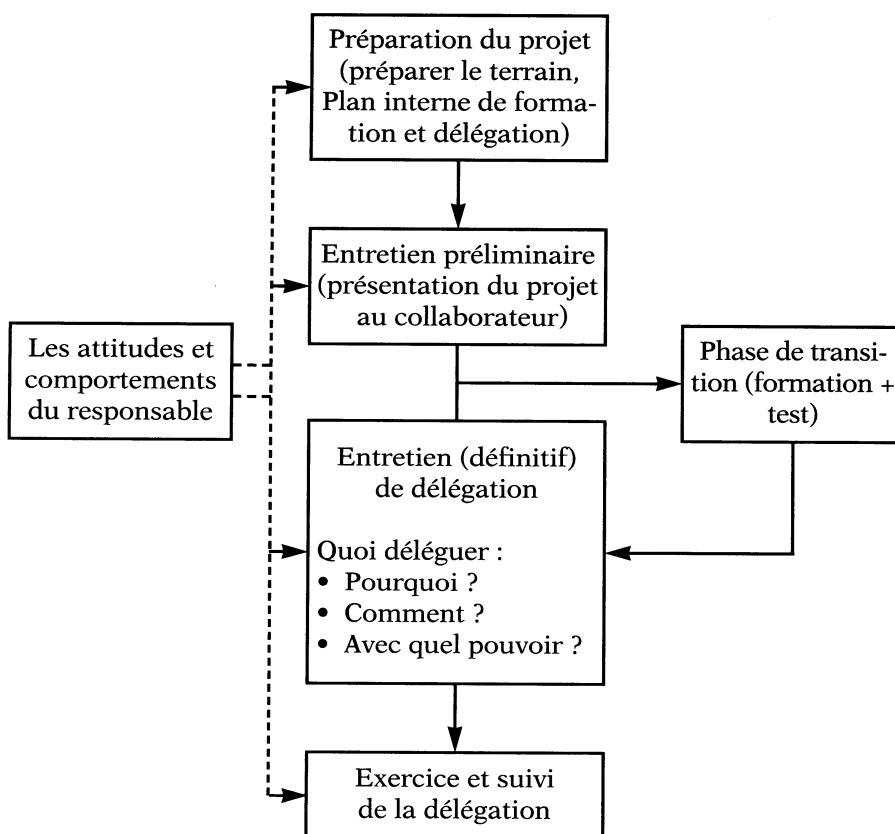 Préparation du projet
(préparer le terrain,
Plan interne de forma-
tion et délégation)
Entretien préliminaire
(présentation du projet
au collaborateur)
Les attitudes et
comportements
du responsable
Phase de transi-
tion (formation +
test)
Entretien (définitif)
de délégation
Quoi déléguer :
• Pourquoi ?
• Comment ?
• Avec quel pouvoir ?
Exercice et suivi
de la délégation